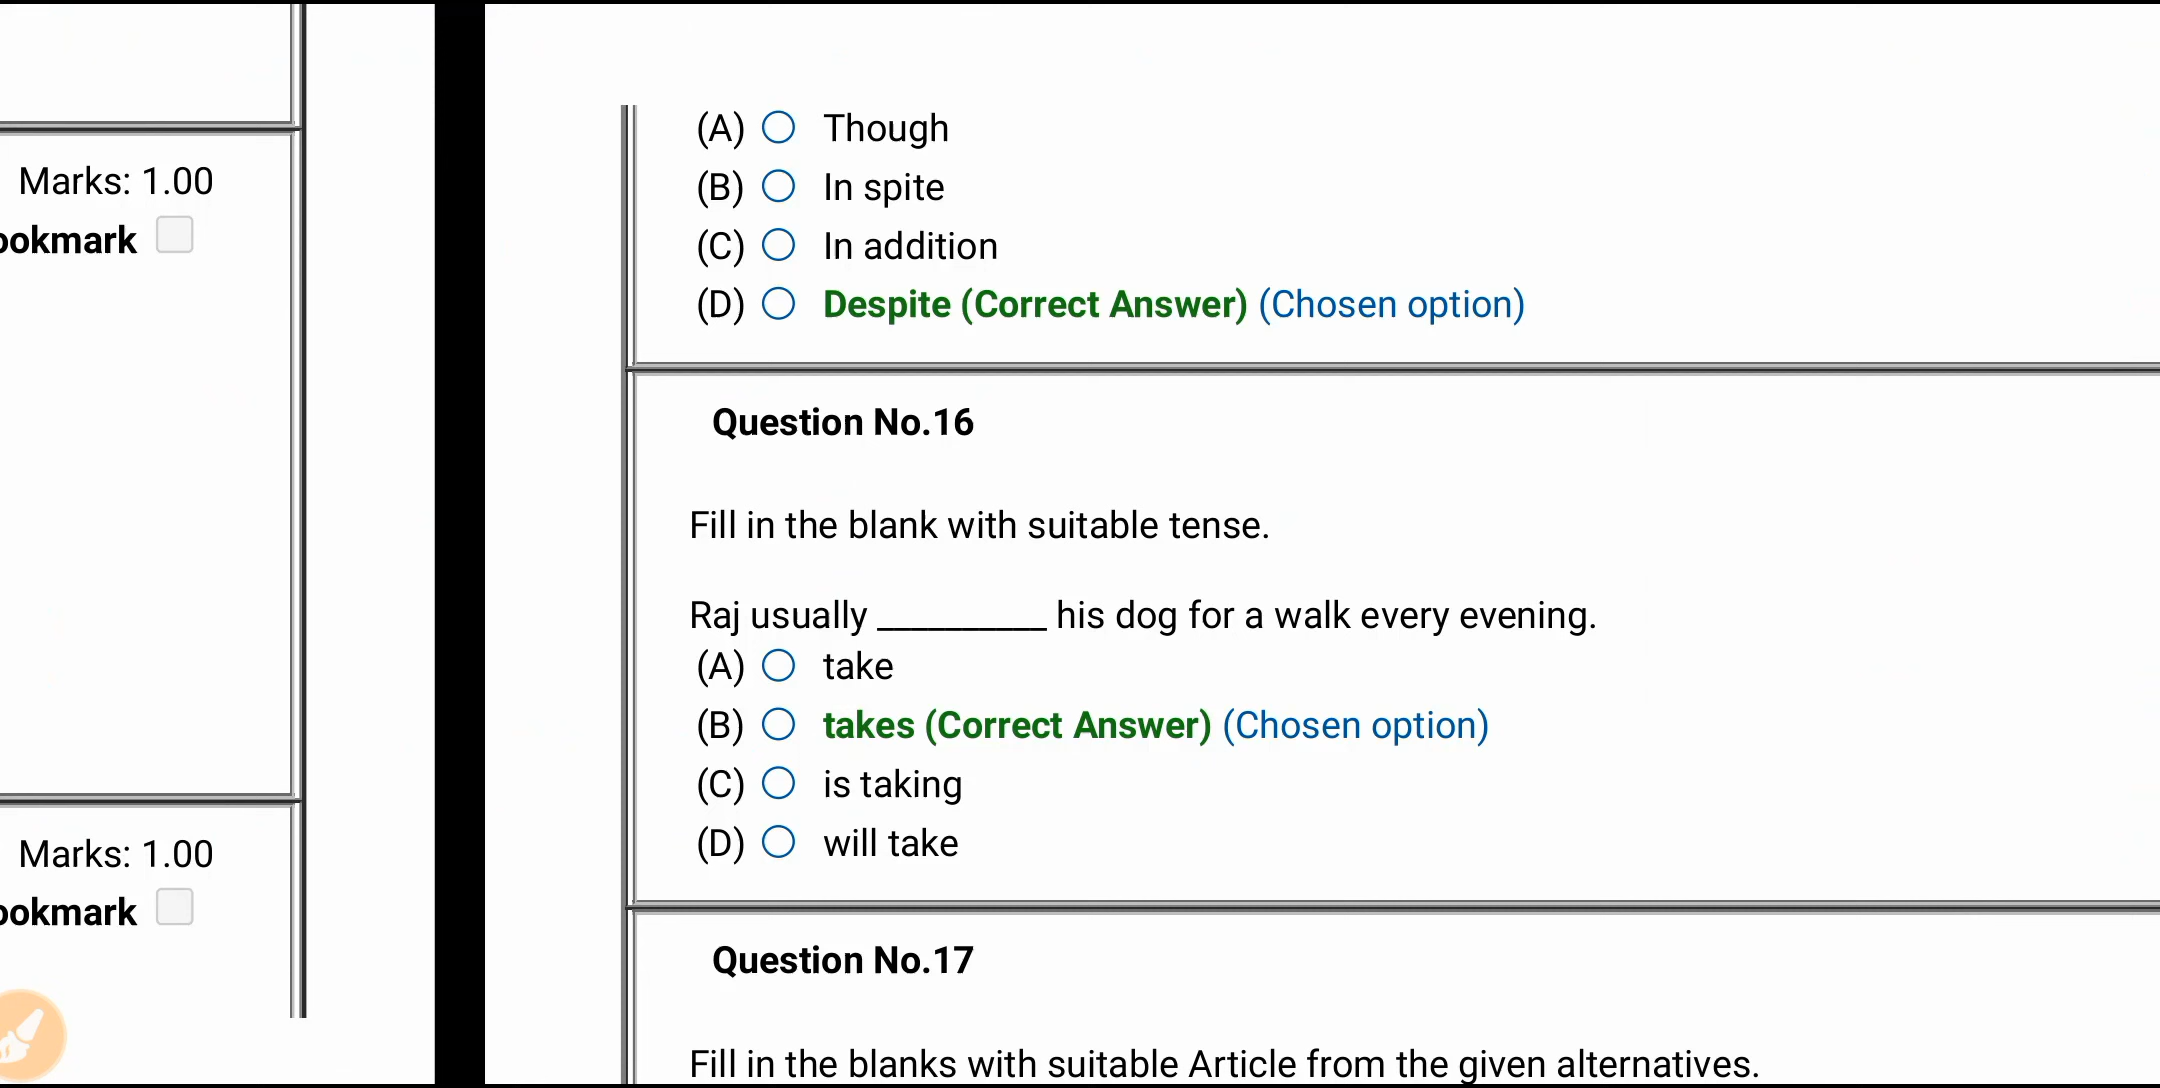 Marks: 1.00
ookmark
Marks: 1.00
ookmark
(A) Though
(B) In spite
(C) In addition
(D) Despite (Correct Answer) (Chosen option)
Question No.16
Fill in the blank with suitable tense.
Raj usually __________ his dog for a walk every evening.
(A) take
(B) takes (Correct Answer) (Chosen option)
(C) is taking
(D) will take
Question No.17
Fill in the blanks with suitable Article from the given alternatives.